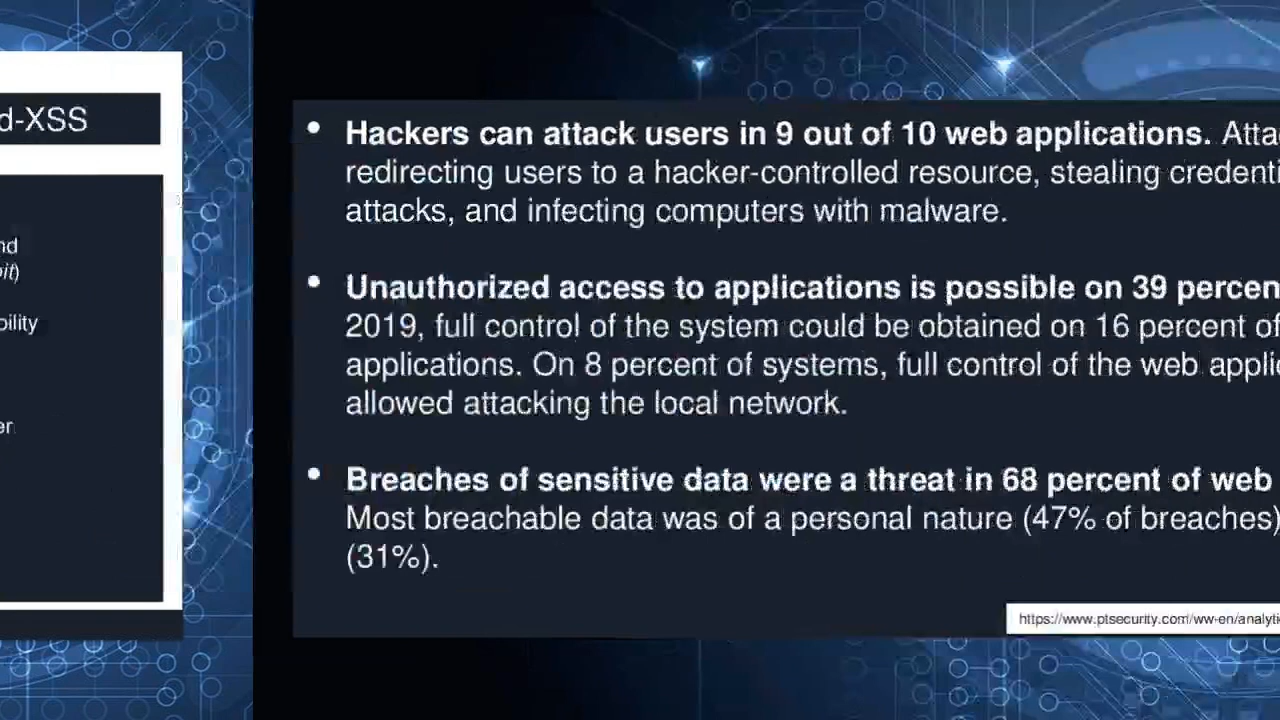 d-XSS
nd
it)
bility
er
• Hackers can attack users in 9 out of 10 web applications. Atta
redirecting users to a hacker-controlled resource, stealing credenti
attacks, and infecting computers with malware.
• Unauthorized access to applications is possible on 39 percen
2019, full control of the system could be obtained on 16 percent of
applications. On 8 percent of systems, full control of the web applic
allowed attacking the local network.
• Breaches of sensitive data were a threat in 68 percent of web
Most breachable data was of a personal nature (47% of breaches)
(31%).
https://www.ptsecurity.com/ww-en/analytic